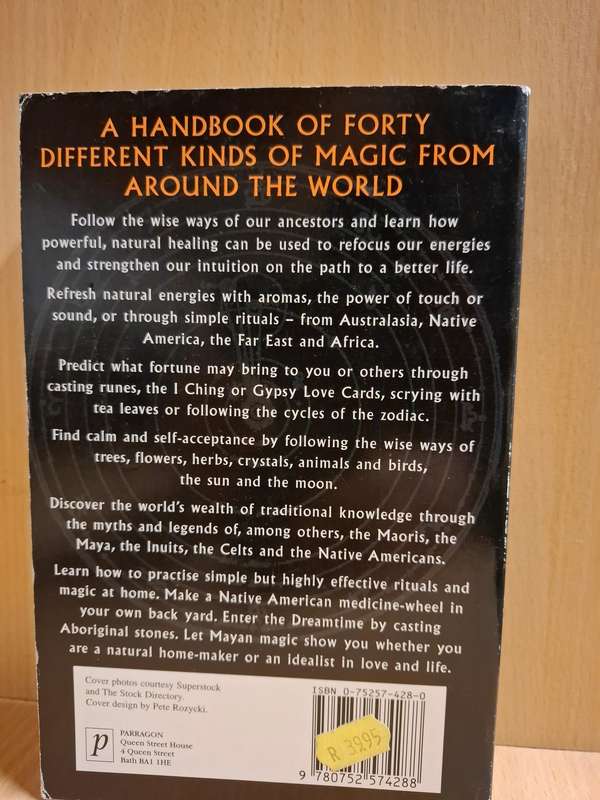 A HANDBOOK OF FORTY
DIFFERENT KINDS OF MAGIC FROM
AROUND THE WORLD
Follow the wise ways of our ancestors and learn how
powerful, natural healing can be used to refocus our energies
and strengthen our intuition on the path to a better life.
Refresh natural energies with aromas, the power of touch or
sound, or through simple rituals – from Australasia, Native
America, the Far East and Africa.
Predict what fortune may bring to you or others through
casting runes, the I Ching or Gypsy Love Cards, scrying with
tea leaves or following the cycles of the zodiac.
Find calm and self-acceptance by following the wise ways of
trees, flowers, herbs, crystals, animals and birds,
the sun and the moon.
Discover the world's wealth of traditional knowledge through
the myths and legends of, among others, the Maoris, the
Maya, the Inuits, the Celts and the Native Americans.
Learn how to practise simple but highly effective rituals and
magic at home. Make a Native American medicine-wheel in
your own back yard. Enter the Dreamtime by casting
Aboriginal stones. Let Mayan magic show you whether you
are a natural home-maker or an idealist in love and life.
Cover photos courtesy Superstock
and The Stock Directory.
Cover design by Pete Rozycki.
p
PARRAGON
Queen Street House
4 Queen Street
Bath BA1 1HE
ISBN 0-75257-428-0
R 39.95
9 780752 574288